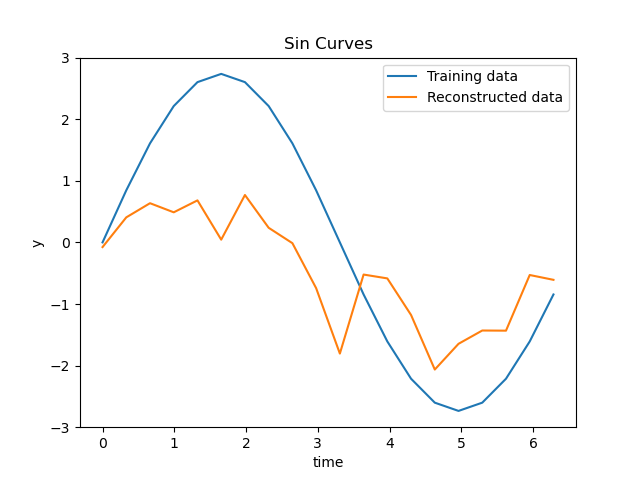 Sin Curves
Training data
Reconstructed data
3
2
1
0
−1
−2
−3
y
0 1 2 3 4 5 6
time